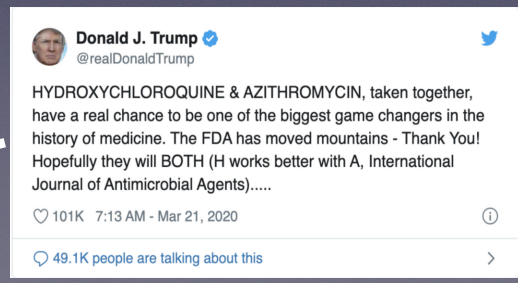 Donald J. Trump
@realDonaldTrump
HYDROXYCHLOROQUINE & AZITHROMYCIN, taken together,
have a real chance to be one of the biggest game changers in the
history of medicine. The FDA has moved mountains - Thank You!
Hopefully they will BOTH (H works better with A, International
Journal of Antimicrobial Agents).....
101K 7:13 AM - Mar 21, 2020
49.1K people are talking about this